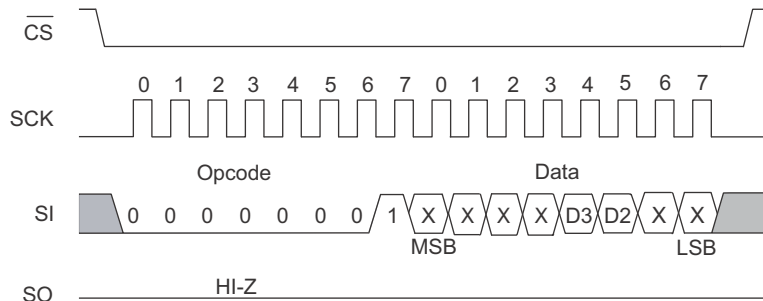 CS
0 1 2 3 4 5 6 7 0 1 2 3 4 5 6 7
SCK
Opcode Data
SI 0 0 0 0 0 0 0 1 X X X X D3 D2 X X
MSB LSB
HI-Z
SO